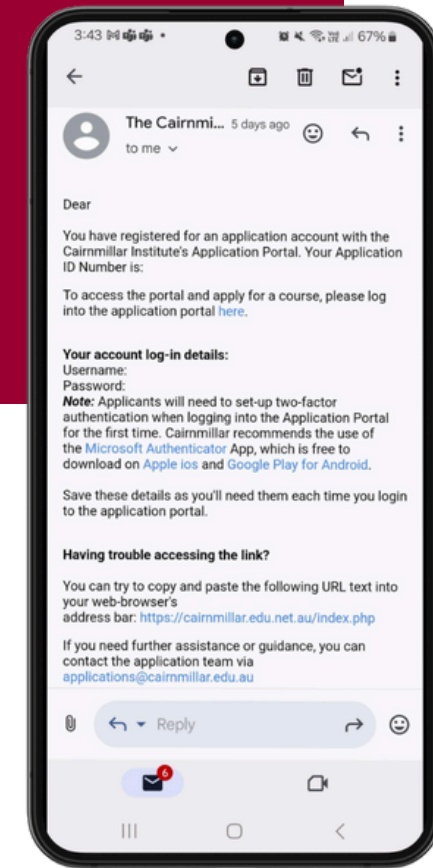 3:43
67%
The Cairnmi... 5 days ago
to me
Dear
You have registered for an application account with the
Cairnmillar Institute's Application Portal. Your Application
ID Number is:
To access the portal and apply for a course, please log
into the application portal here.
Your account log-in details:
Username:
Password:
Note: Applicants will need to set-up two-factor
authentication when logging into the Application Portal
for the first time. Cairnmillar recommends the use of
the Microsoft Authenticator App, which is free to
download on Apple ios and Google Play for Android.
Save these details as you'll need them each time you login
to the application portal.
Having trouble accessing the link?
You can try to copy and paste the following URL text into
your web-browser's
address bar: https://cairnmillar.edu.net.au/index.php
If you need further assistance or guidance, you can
contact the application team via
applications@cairnmillar.edu.au
Reply
6